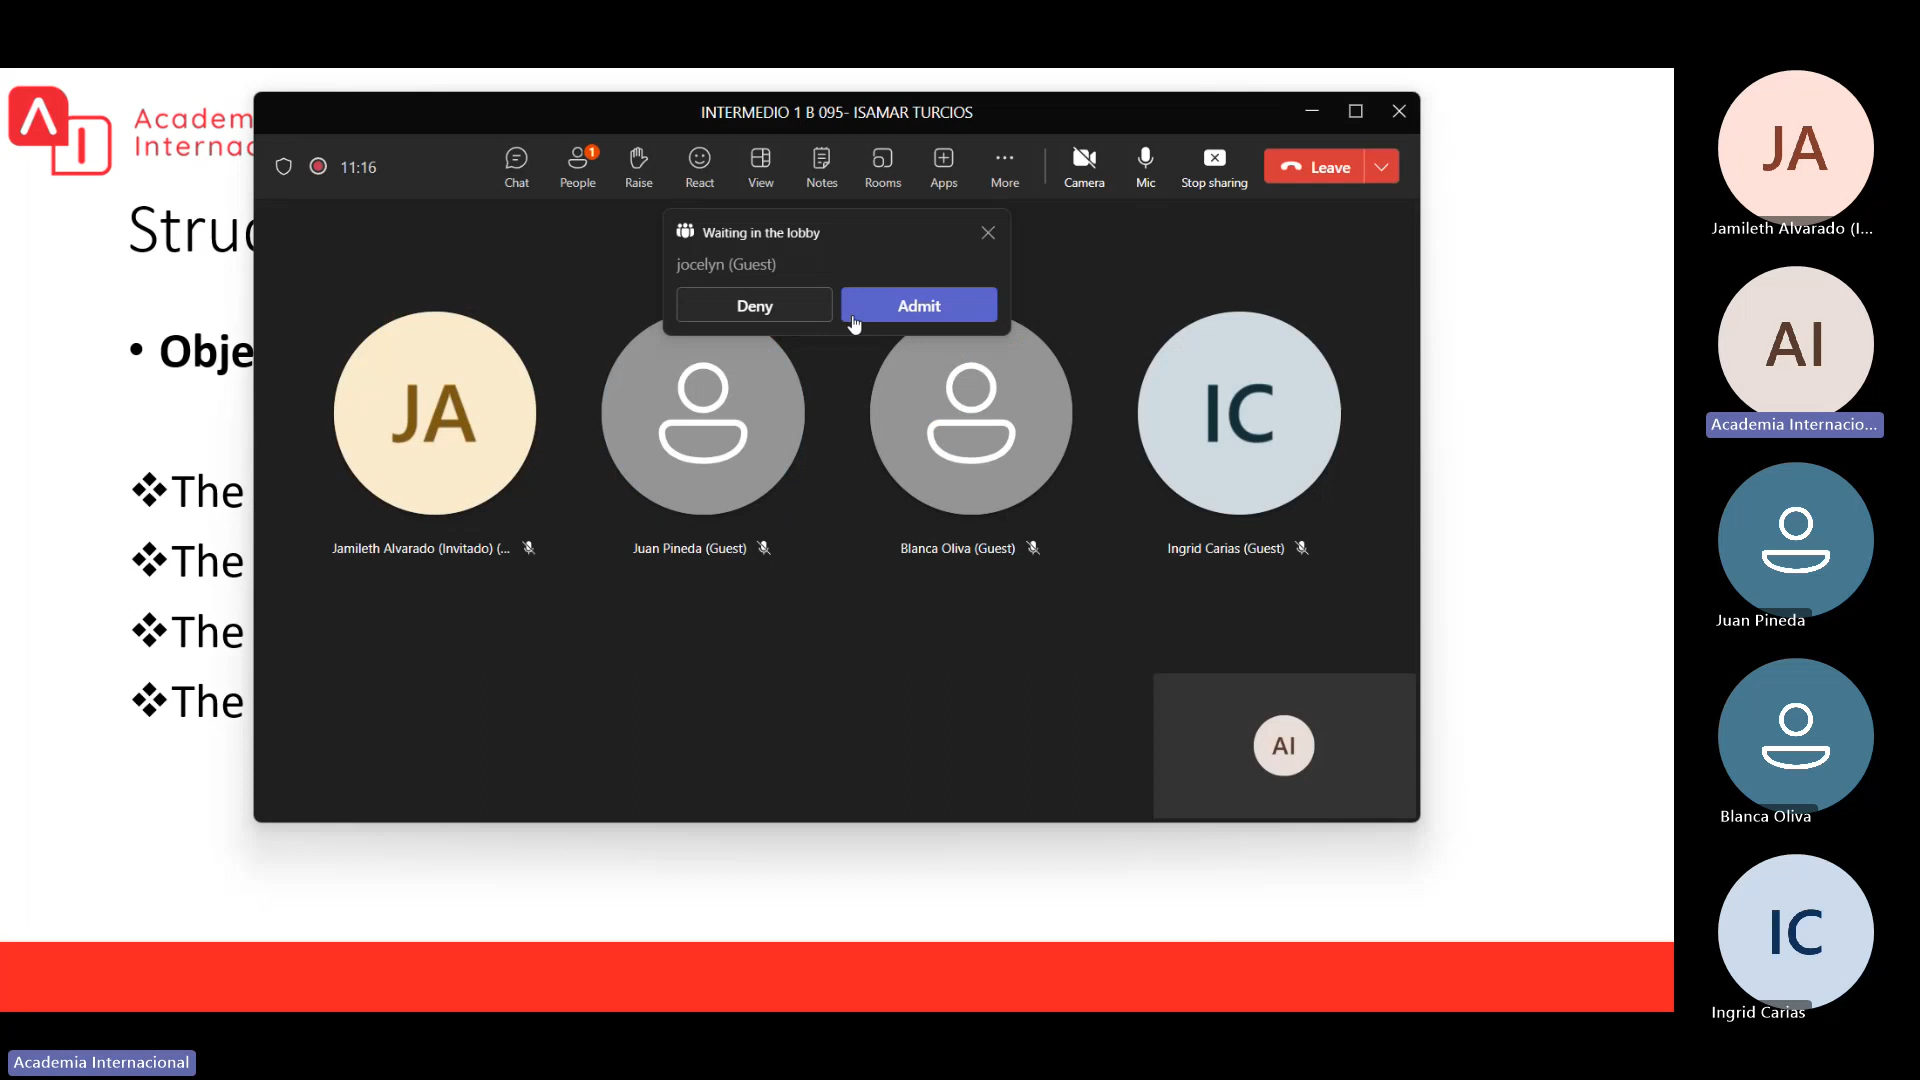 Academ
Internac
Struc
• Obje
❖The
❖The
❖The
❖The
INTERMEDIO 1 B 095- ISAMAR TURCIOS
11:16
Chat
People
1
Raise
React
View
Notes
Rooms
Apps
More
Camera
Mic
Stop sharing
Leave
Waiting in the lobby
jocelyn (Guest)
Deny
Admit
JA
IC
Jamileth Alvarado (Invitado) (...
Juan Pineda (Guest)
Blanca Oliva (Guest)
Ingrid Carias (Guest)
AI
JA
Jamileth Alvarado (I...
AI
Academia Internacio...
Juan Pineda
Blanca Oliva
IC
Ingrid Carias
Academia Internacional